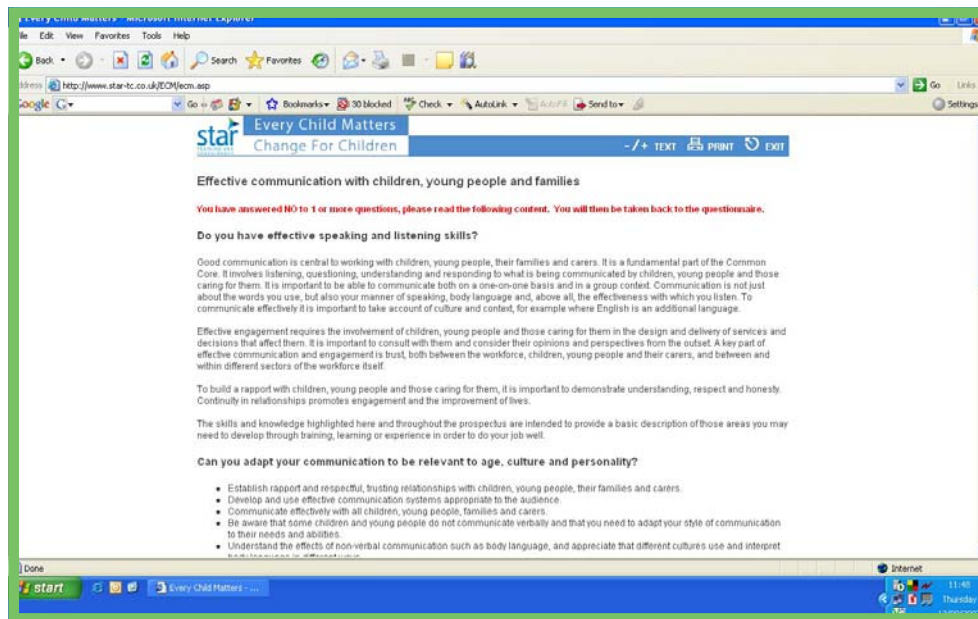 Every Child Matters - Microsoft Internet Explorer
File Edit View Favorites Tools Help
Back Search Favorites
Address http://www.star-tc.co.uk/ECM/ecm.asp Go Links
Google Go Bookmarks 30 blocked Check AutoLink AutoFill Send to Settings
star Every Child Matters
Change For Children -/+ TEXT PRINT EXIT
Effective communication with children, young people and families
You have answered NO to 1 or more questions, please read the following content. You will then be taken back to the questionnaire.
Do you have effective speaking and listening skills?
Good communication is central to working with children, young people, their families and carers. It is a fundamental part of the Common
Core. It involves listening, questioning, understanding and responding to what is being communicated by children, young people and those
caring for them. It is important to be able to communicate both on a one-on-one basis and in a group context. Communication is not just
about the words you use, but also your manner of speaking, body language and, above all, the effectiveness with which you listen. To
communicate effectively it is important to take account of culture and context, for example where English is an additional language.
Effective engagement requires the involvement of children, young people and those caring for them in the design and delivery of services and
decisions that affect them. It is important to consult with them and consider their opinions and perspectives from the outset. A key part of
effective communication and engagement is trust, both between the workforce, children, young people and their carers, and between and
within different sectors of the workforce itself.
To build a rapport with children, young people and those caring for them, it is important to demonstrate understanding, respect and honesty.
Continuity in relationships promotes engagement and the improvement of lives.
The skills and knowledge highlighted here and throughout the prospectus are intended to provide a basic description of those areas you may
need to develop through training, learning or experience in order to do your job well.
Can you adapt your communication to be relevant to age, culture and personality?
• Establish rapport and respectful, trusting relationships with children, young people, their families and carers.
• Develop and use effective communication systems appropriate to the audience.
• Communicate effectively with all children, young people, families and carers.
• Be aware that some children and young people do not communicate verbally and that you need to adapt your style of communication
to their needs and abilities.
• Understand the effects of non-verbal communication such as body language, and appreciate that different cultures use and interpret
body language in different ways.
Done Internet
start Every Child Matters - ... 11:48
Thursday